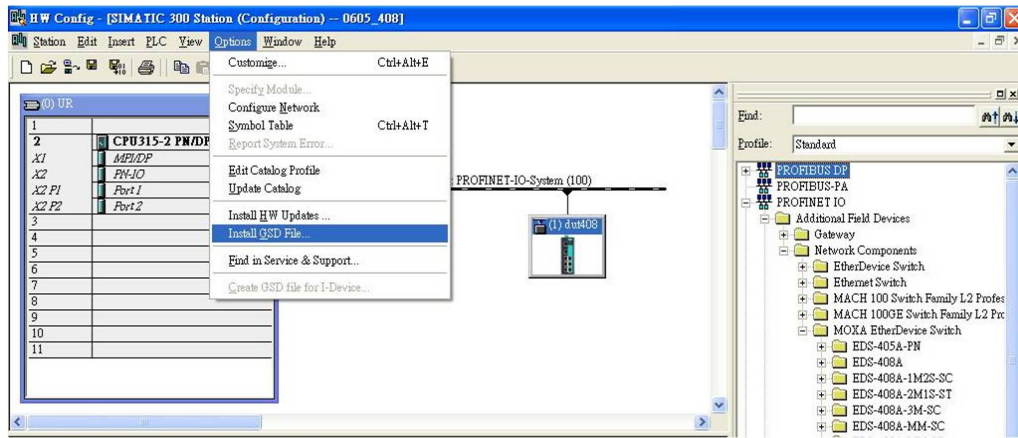 HW Config - [SIMATIC 300 Station (Configuration) -- 0605_408]
Station Edit Insert PLC View Options Window Help
Customize... Ctrl+Alt+E
Specify Module...
Configure Network
Symbol Table Ctrl+Alt+T
Report System Error...
Edit Catalog Profile
Update Catalog
Install HW Updates ...
Install GSD File...
Find in Service & Support...
Create GSD file for I-Device...
(0) UR
1
2 CPU315-2 PN/DP
X1 MPI/DP
X2 PN-IO
X2 P1 Port 1
X2 P2 Port 2
3
4
5
6
7
8
9
10
11
PROFINET-IO-System (100)
(1) dut408
Find:
Profile: Standard
PROFIBUS DP
PROFIBUS-PA
PROFINET IO
Additional Field Devices
Gateway
Network Components
EtherDevice Switch
Ethernet Switch
MACH 100 Switch Family L2 Profes
MACH 100GE Switch Family L2 Pro
MOXA EtherDevice Switch
EDS-405A-PN
EDS-408A
EDS-408A-1M2S-SC
EDS-408A-2M1S-ST
EDS-408A-3M-SC
EDS-408A-MM-SC